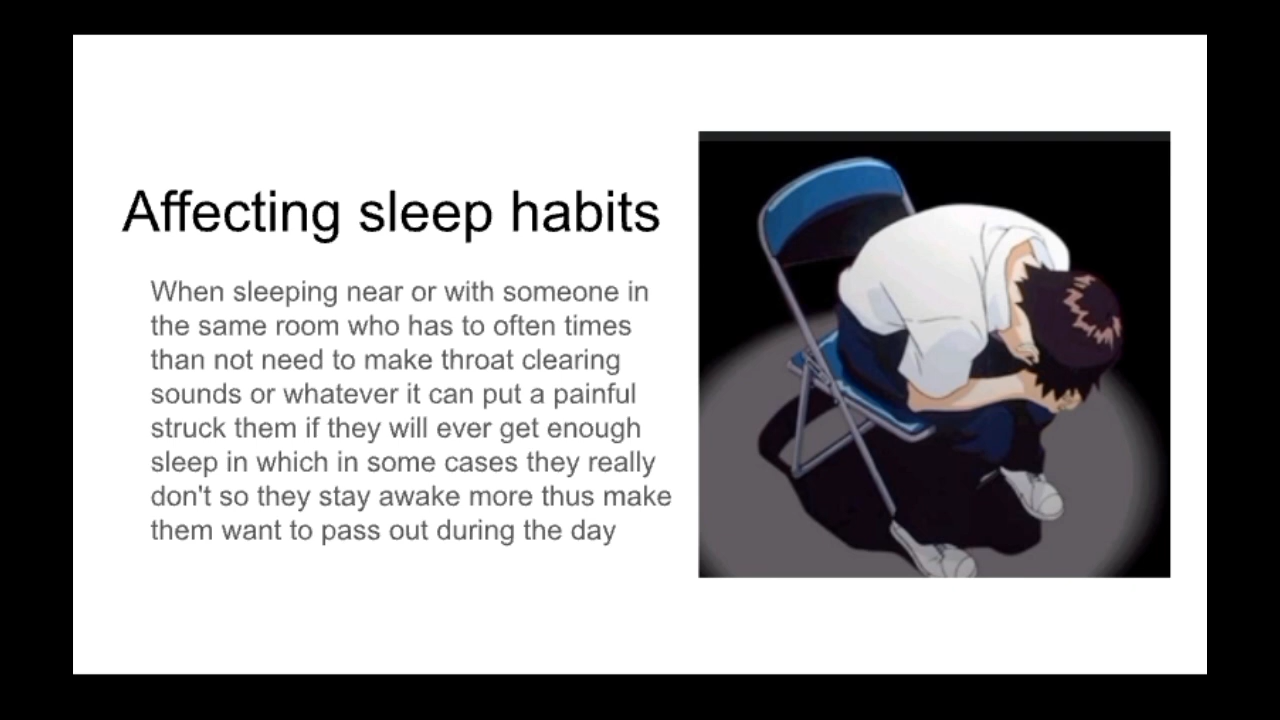 Affecting sleep habits
When sleeping near or with someone in
the same room who has to often times
than not need to make throat clearing
sounds or whatever it can put a painful
struck them if they will ever get enough
sleep in which in some cases they really
don't so they stay awake more thus make
them want to pass out during the day